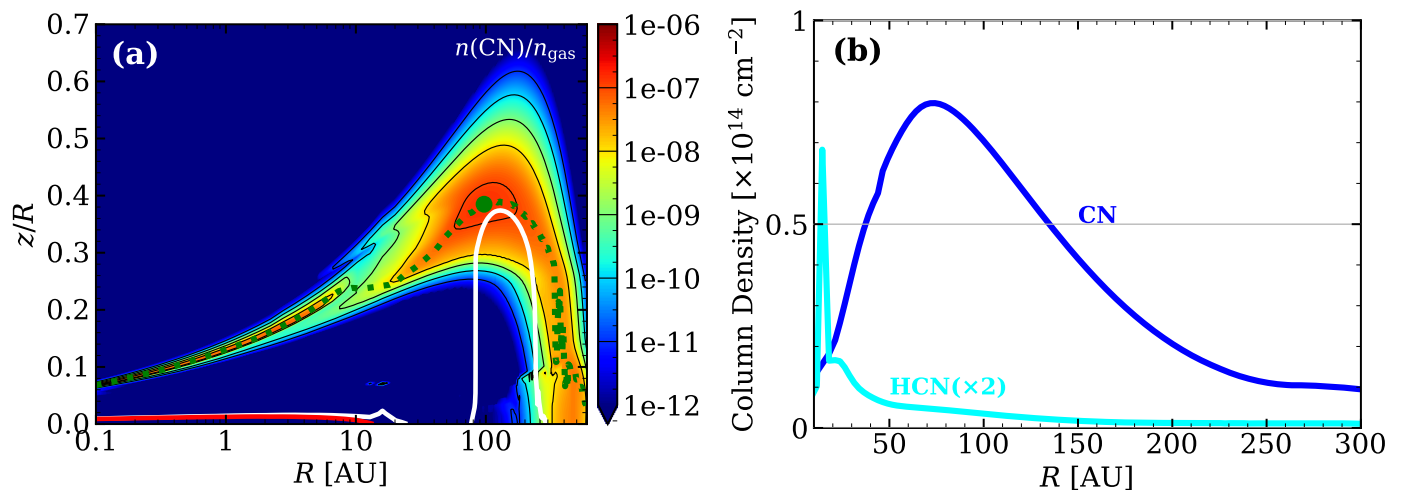 (a)
n(CN)/n_gas
0.7
0.6
0.5
0.4
0.3
0.2
0.1
0.0
z/R
0.1
1
10
100
R [AU]
1e-06
1e-07
1e-08
1e-09
1e-10
1e-11
1e-12
(b)
Column Density [×10^14 cm^−2]
1
0.5
0
CN
HCN(×2)
50
100
150
200
250
300
R [AU]